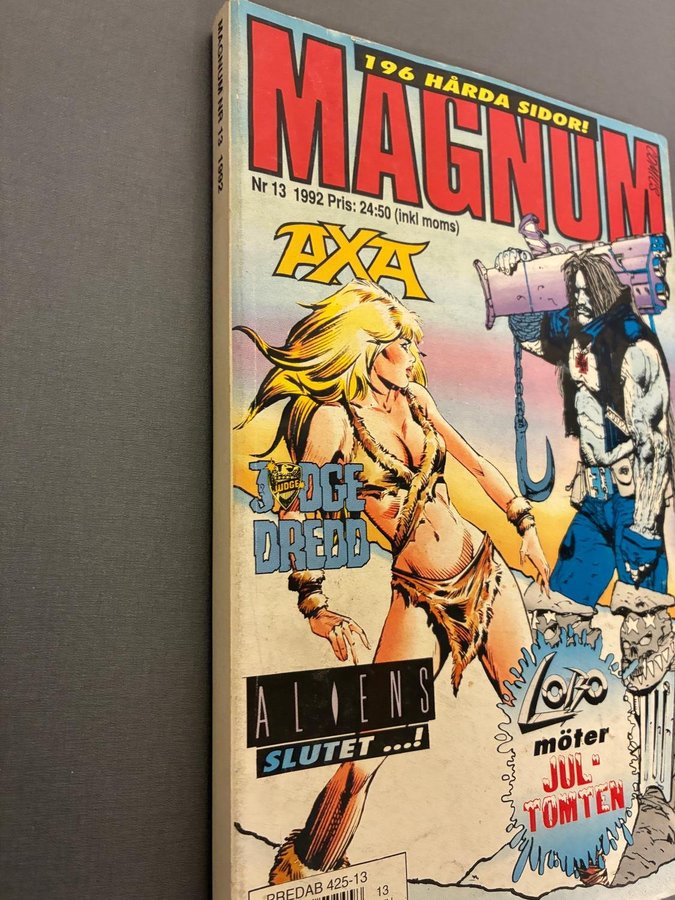 MAGNUM NR 13 1992
196 HÅRDA SIDOR!
MAGNUM
COMICS
Nr 13 1992 Pris: 24:50 (inkl moms)
AXA
JUDGE
JUDGE
DREDD
ALIENS
SLUTET ...!
LOBO
möter
JUL-
TOMTEN
PREDAB 425-13
13